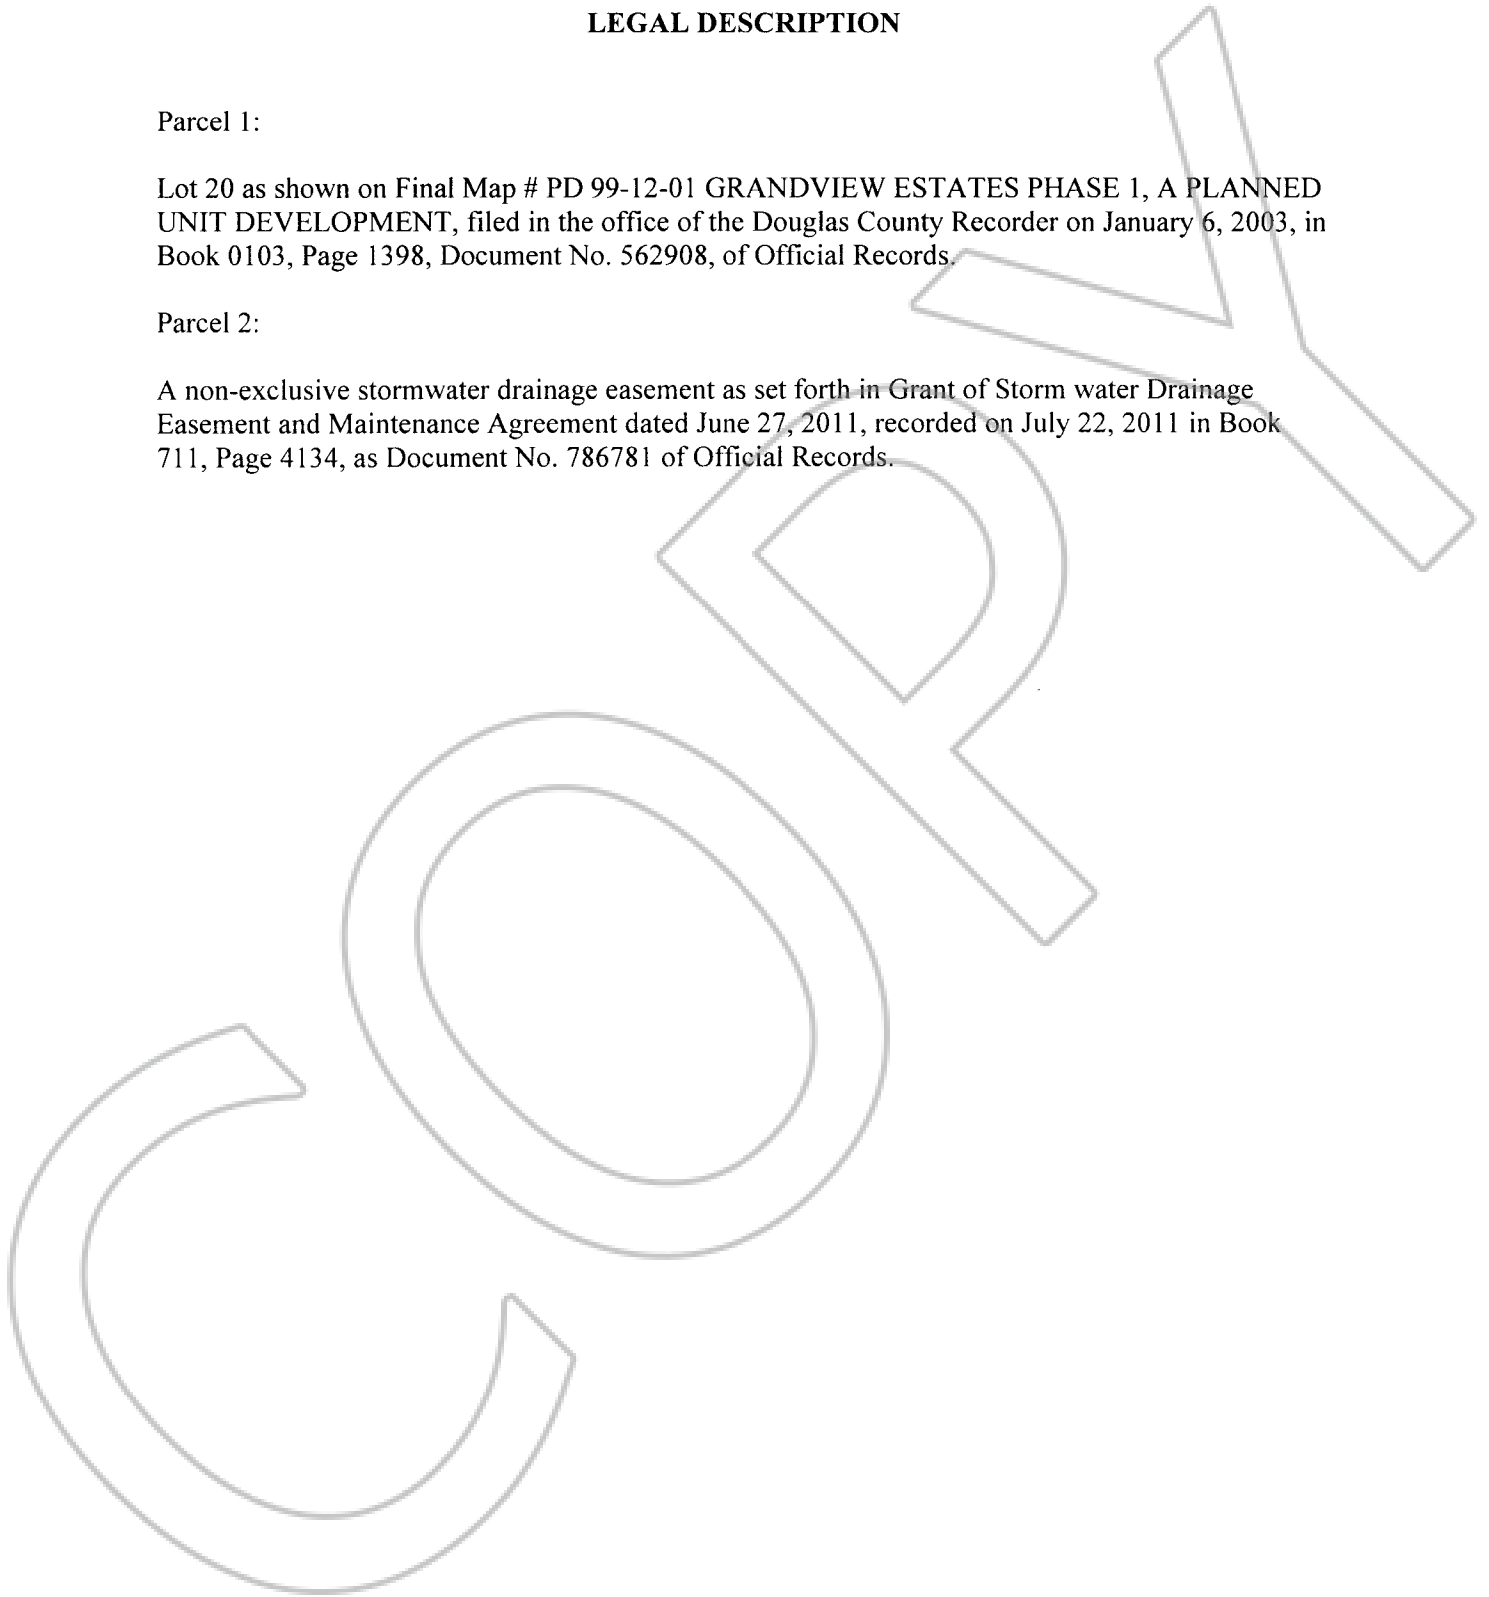 LEGAL DESCRIPTION
Parcel 1:
Lot 20 as shown on Final Map # PD 99-12-01 GRANDVIEW ESTATES PHASE 1, A PLANNED
UNIT DEVELOPMENT, filed in the office of the Douglas County Recorder on January 6, 2003, in
Book 0103, Page 1398, Document No. 562908, of Official Records.
Parcel 2:
A non-exclusive stormwater drainage easement as set forth in Grant of Storm water Drainage
Easement and Maintenance Agreement dated June 27, 2011, recorded on July 22, 2011 in Book
711, Page 4134, as Document No. 786781 of Official Records.
COPY